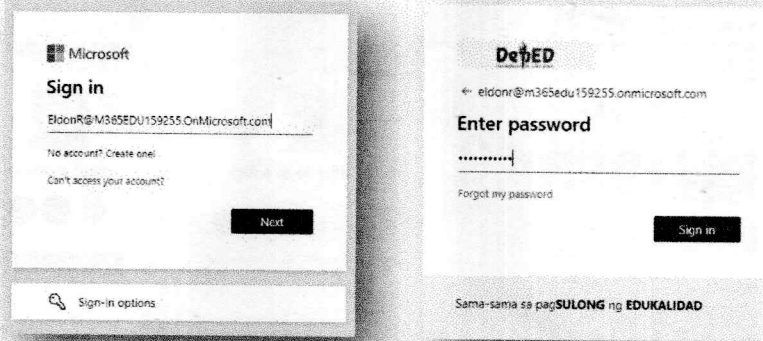 Microsoft
Sign in
EldonR@M365EDU159255.OnMicrosoft.com
No account? Create one!
Can't access your account?
Next
Sign-in options
DepED
← eldonr@m365edu159255.onmicrosoft.com
Enter password
•••••••••••
Forgot my password
Sign in
Sama-sama sa pagSULONG ng EDUKALIDAD